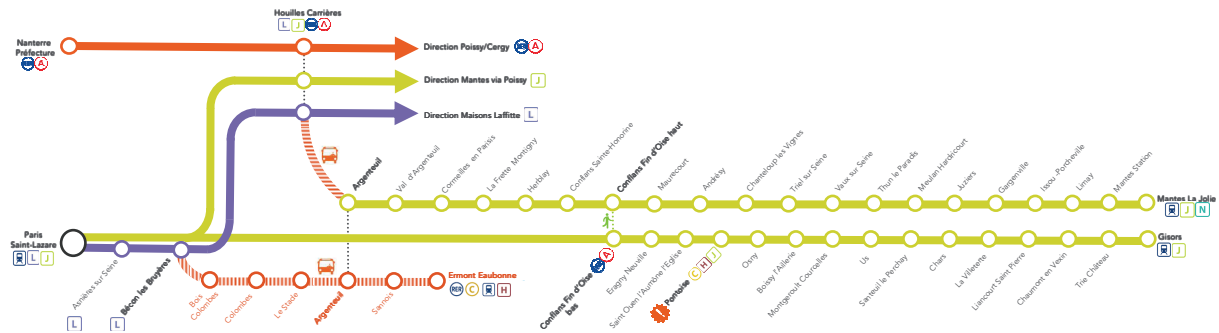 Houilles Carrières
L J RER A
Nanterre
Préfecture
RER A
Direction Poissy/Cergy RER A
Direction Mantes via Poissy J
Direction Maisons Laffitte L
Argenteuil
Val d'Argenteuil
Cormeilles en Parisis
La Frette Montigny
Herblay
Conflans Sainte-Honorine
Conflans Fin d'Oise haut
Maurecourt
Andrésy
Chanteloup les Vignes
Triel sur Seine
Vaux sur Seine
Thun le Paradis
Meulan Hardricourt
Juziers
Gargenville
Issou-Porcheville
Limay
Mantes Station
Mantes La Jolie
J N
Paris
Saint-Lazare
L J
Asnières sur Seine
L
Bécon les Bruyères
L
Bois
Colombes
Colombes
Le Stade
Argenteuil
Sannois
Ermont Eaubonne
RER C H
Conflans Fin d'Oise
bas
RER A
Eragny Neuville
Saint Ouen l'Aumône l'Eglise
! Pontoise C H J
Osny
Boissy l'Aillerie
Montgeroult Courcelles
Us
Santeuil le Perchay
Chars
La Villetertre
Liancourt Saint Pierre
Chaumont en Vexin
Trie Château
Gisors
J